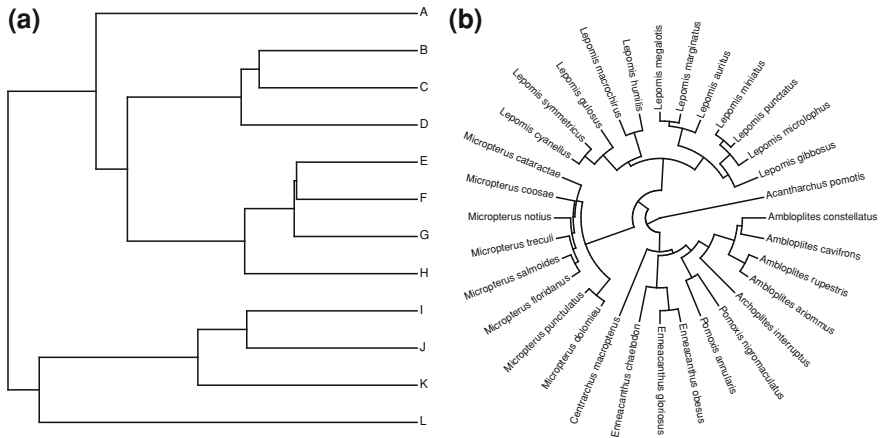 (a)
A
B
C
D
E
F
G
H
I
J
K
L
(b)
Lepomis megalotis
Lepomis marginatus
Lepomis auritus
Lepomis miniatus
Lepomis punctatus
Lepomis microlophus
Lepomis gibbosus
Acantharchus pomotis
Ambloplites constellatus
Ambloplites cavifrons
Ambloplites rupestris
Ambloplites ariommus
Archoplites interruptus
Pomoxis nigromaculatus
Pomoxis annularis
Enneacanthus obesus
Enneacanthus gloriosus
Enneacanthus chaetodon
Centrarchus macropterus
Micropterus dolomieu
Micropterus punctulatus
Micropterus floridanus
Micropterus salmoides
Micropterus treculi
Micropterus notius
Micropterus coosae
Micropterus cataractae
Lepomis cyanellus
Lepomis symmetricus
Lepomis gulosus
Lepomis macrochirus
Lepomis humilis